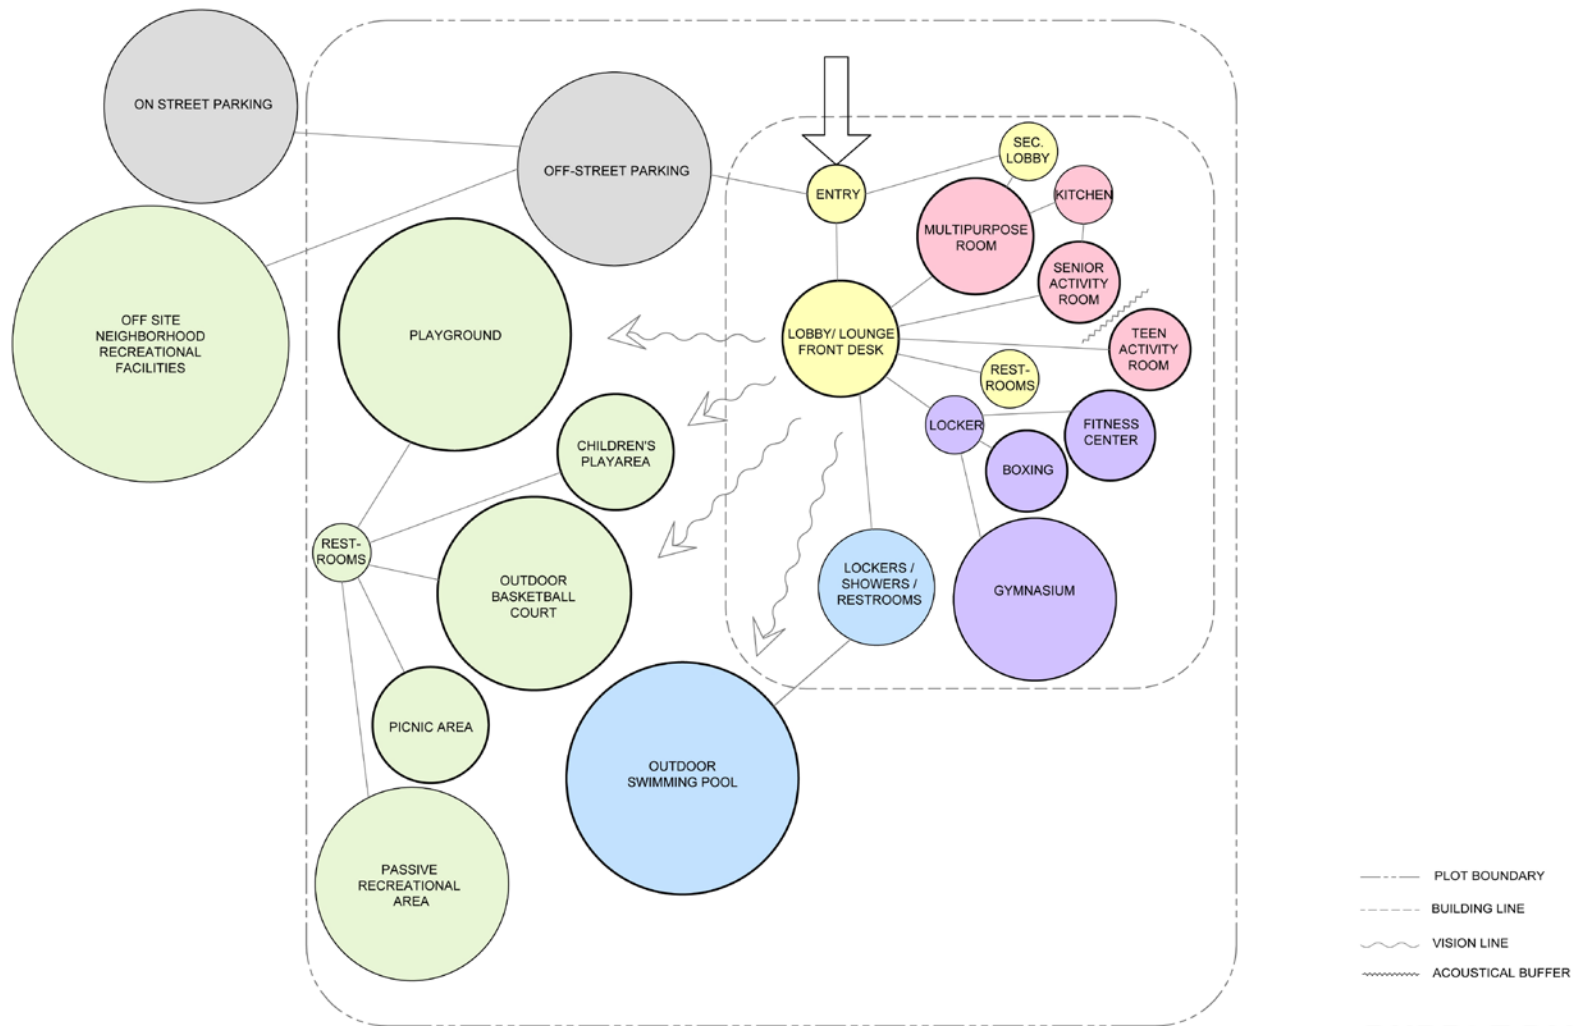 ON STREET PARKING
OFF-STREET PARKING
OFF SITE
NEIGHBORHOOD
RECREATIONAL
FACILITIES
PLAYGROUND
CHILDREN'S
PLAYAREA
REST-
ROOMS
OUTDOOR
BASKETBALL
COURT
PICNIC AREA
PASSIVE
RECREATIONAL
AREA
OUTDOOR
SWIMMING POOL
ENTRY
SEC.
LOBBY
KITCHEN
MULTIPURPOSE
ROOM
SENIOR
ACTIVITY
ROOM
TEEN
ACTIVITY
ROOM
LOBBY/ LOUNGE
FRONT DESK
REST-
ROOMS
LOCKER
FITNESS
CENTER
BOXING
LOCKERS /
SHOWERS /
RESTROOMS
GYMNASIUM
PLOT BOUNDARY
BUILDING LINE
VISION LINE
ACOUSTICAL BUFFER